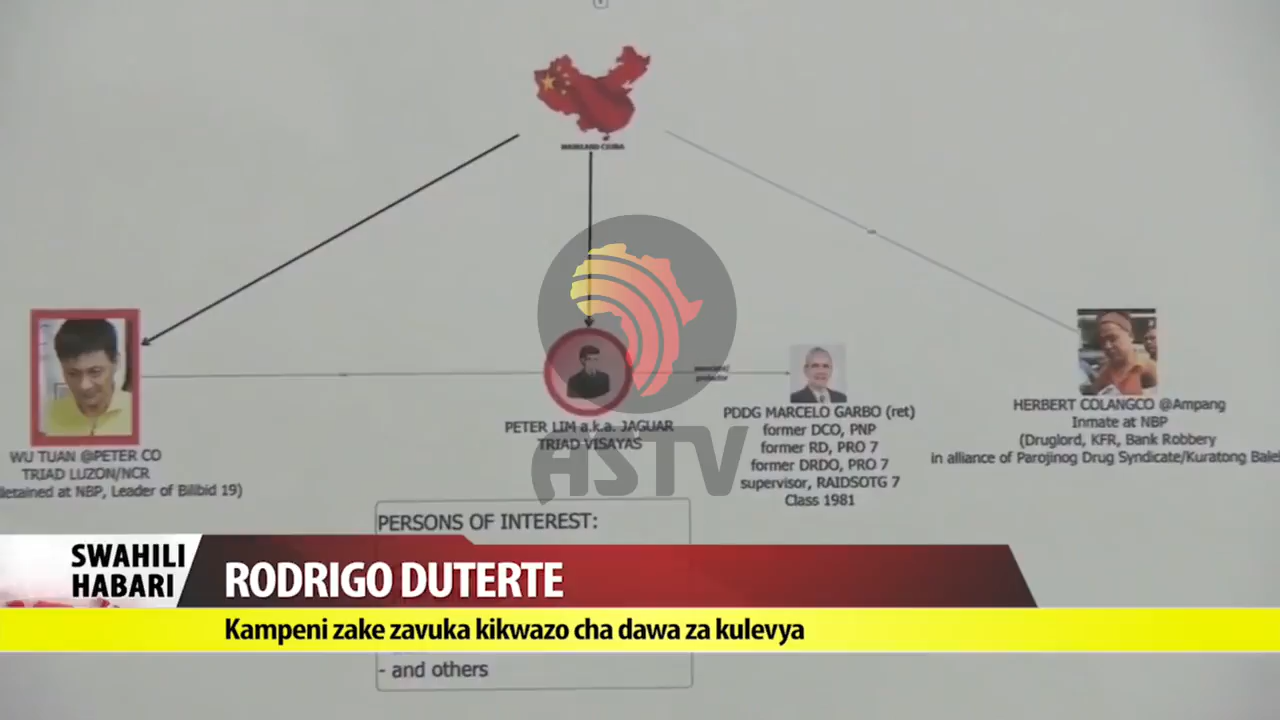 MAINLAND CHINA
WU TUAN @PETER CO
TRIAD LUZON/NCR
detained at NBP, Leader of Bilibid 19)
PETER LIM a.k.a. JAGUAR
TRIAD VISAYAS
associate/
protector
PDDG MARCELO GARBO (ret)
former DCO, PNP
former RD, PRO 7
former DRDO, PRO 7
supervisor, RAIDSOTG 7
Class 1981
HERBERT COLANGCO @Ampang
Inmate at NBP
(Druglord, KFR, Bank Robbery
in alliance of Parojinog Drug Syndicate/Kuratong Balel
ASTV
PERSONS OF INTEREST:
- and others
SWAHILI
HABARI
RODRIGO DUTERTE
Kampeni zake zavuka kikwazo cha dawa za kulevya